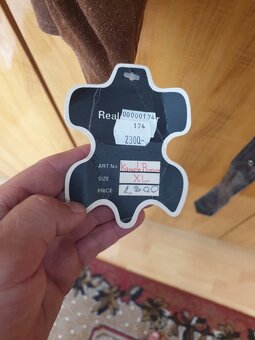 Real
00000174
174
2300,-
ART No
SIZE XL
PRICE